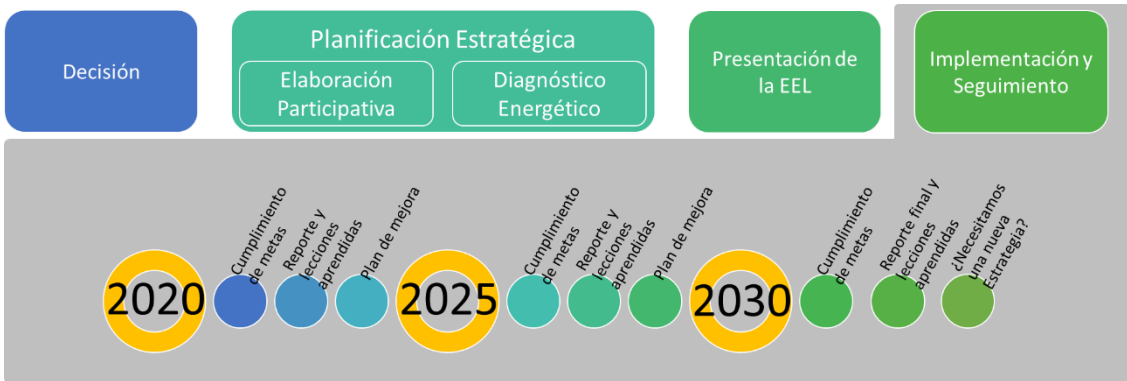 Decisión
Planificación Estratégica
Elaboración
Participativa
Diagnóstico
Energético
Presentación de
la EEL
Implementación y
Seguimiento
2020
Cumplimiento
de metas
Reporte y
lecciones
aprendidas
Plan de mejora
2025
Cumplimiento
de metas
Reporte y
lecciones
aprendidas
Plan de mejora
2030
Cumplimiento
de metas
Reporte final y
lecciones
aprendidas
¿Necesitamos
una nueva
Estrategia?